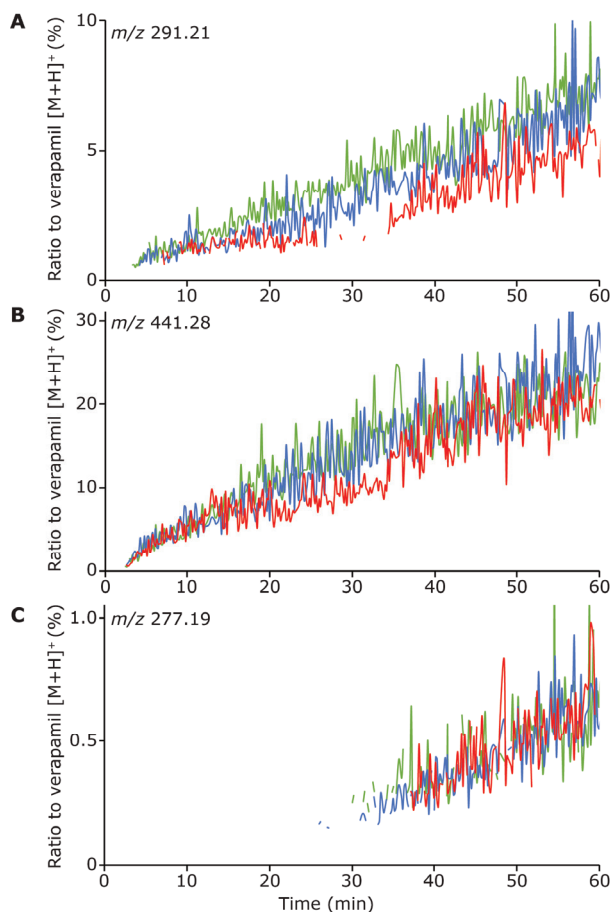 A
m/z 291.21
Ratio to verapamil [M+H]⁺ (%)
10
5
0
0 10 20 30 40 50 60
B
m/z 441.28
Ratio to verapamil [M+H]⁺ (%)
30
20
10
0
0 10 20 30 40 50 60
C
m/z 277.19
Ratio to verapamil [M+H]⁺ (%)
1.0
0.5
0
0 10 20 30 40 50 60
Time (min)